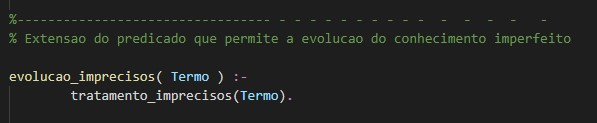 %-------------------------------- - - - - - - - - - -  -  -  -  -   -
% Extensao do predicado que permite a evolucao do conhecimento imperfeito
evolucao_imprecisos( Termo ) :-
tratamento_imprecisos(Termo).